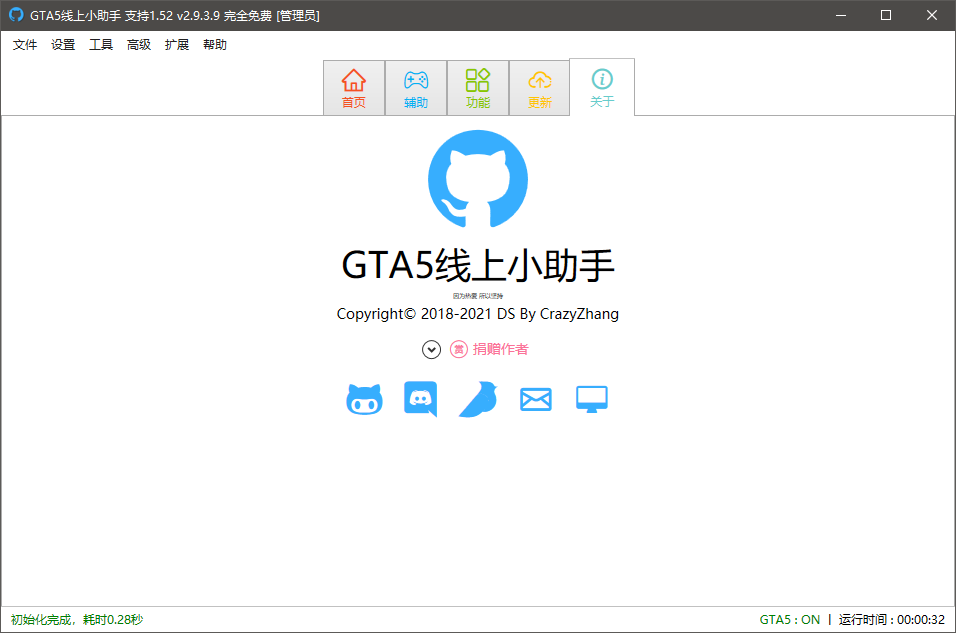 GTA5线上小助手 支持1.52 v2.9.3.9 完全免费 [管理员]
文件 设置 工具 高级 扩展 帮助
首页 辅助 功能 更新 关于
GTA5线上小助手
因为热爱 所以坚持
Copyright© 2018-2021 DS By CrazyZhang
赏 捐赠作者
初始化完成，耗时0.28秒
GTA5 : ON | 运行时间 : 00:00:32